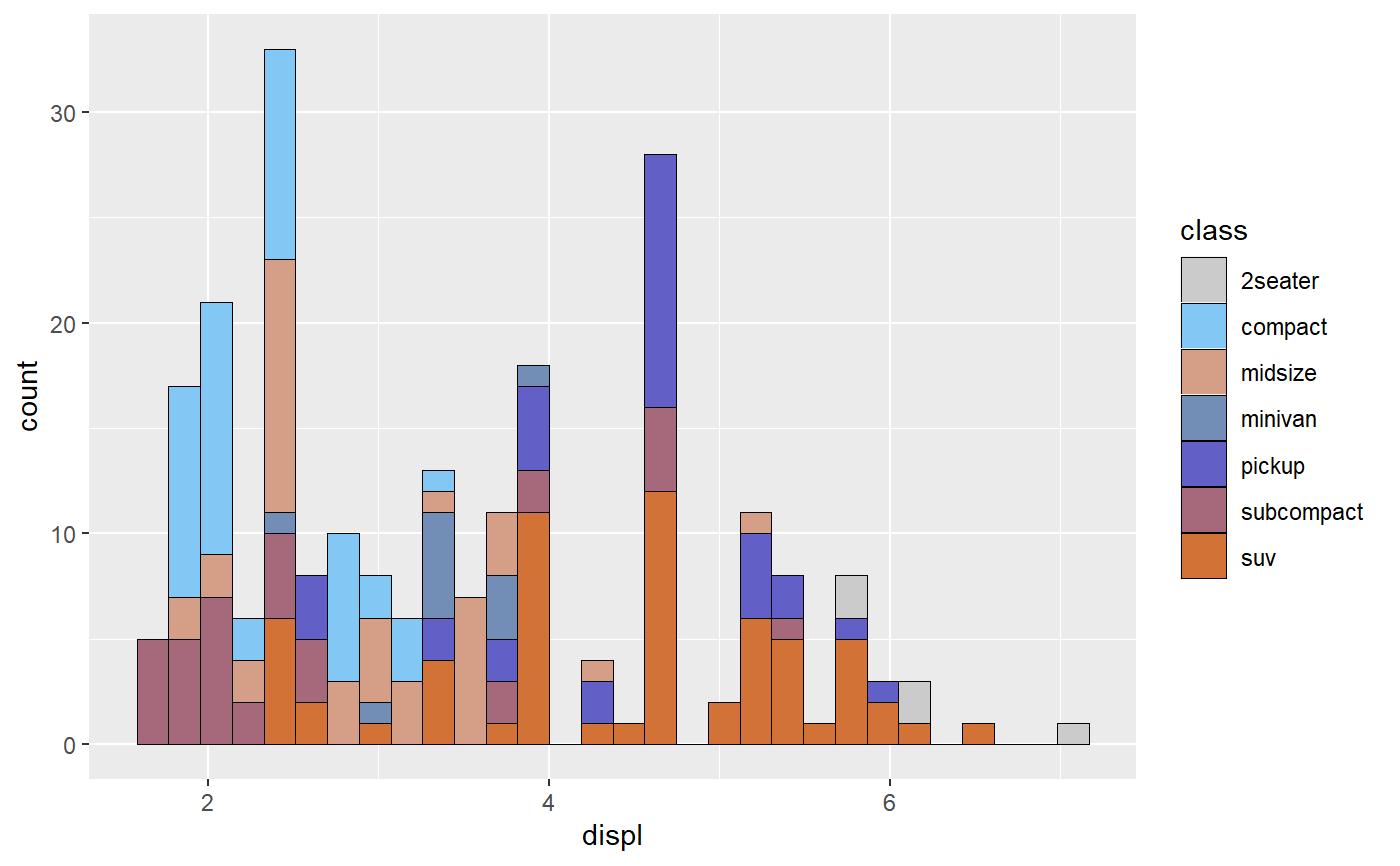 30
20
10
0
count
2 4 6
displ
class
2seater
compact
midsize
minivan
pickup
subcompact
suv